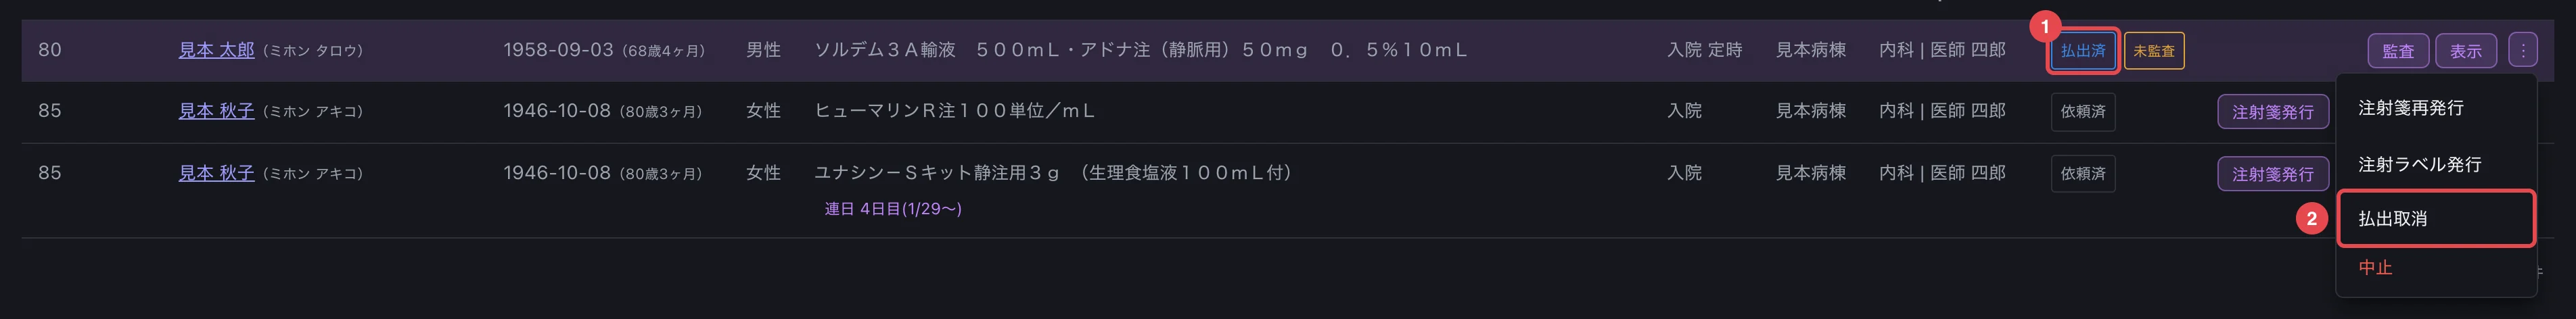 1
80 見本 太郎 (ミホン タロウ) 1958-09-03 (68歳4ヶ月) 男性 ソルデム３Ａ輸液　５００ｍＬ・アドナ注（静脈用）５０ｍｇ　０．５％１０ｍＬ 入院 定時 見本病棟 内科 | 医師 四郎 払出済 未監査 監査 表示 ⋮
85 見本 秋子 (ミホン アキコ) 1946-10-08 (80歳3ヶ月) 女性 ヒューマリンＲ注１００単位／ｍＬ 入院 見本病棟 内科 | 医師 四郎 依頼済 注射箋発行
85 見本 秋子 (ミホン アキコ) 1946-10-08 (80歳3ヶ月) 女性 ユナシン－Ｓキット静注用３ｇ　（生理食塩液１００ｍＬ付） 入院 見本病棟 内科 | 医師 四郎 依頼済 注射箋発行
連日 4日目(1/29〜)
注射箋再発行
注射ラベル発行
2 払出取消
中止